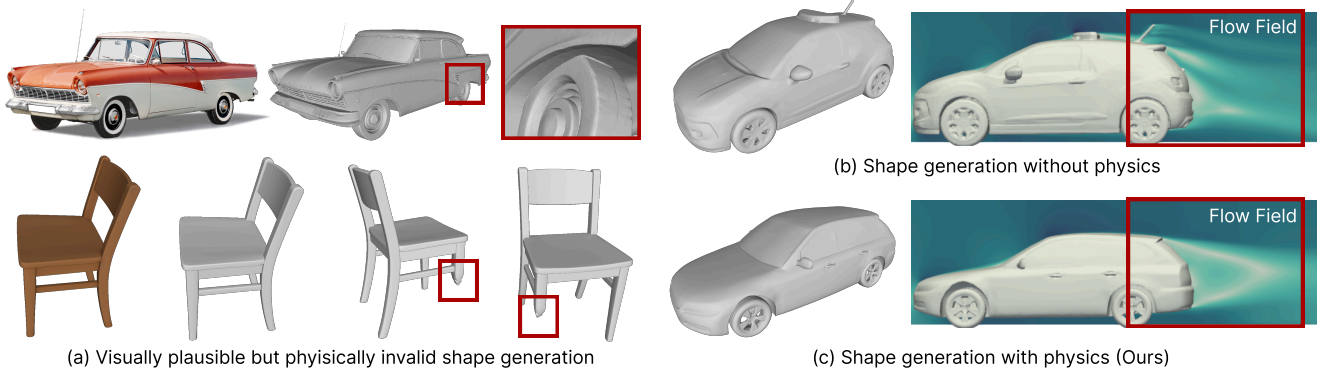 Flow Field
(b) Shape generation without physics
Flow Field
(a) Visually plausible but phyisically invalid shape generation
(c) Shape generation with physics (Ours)